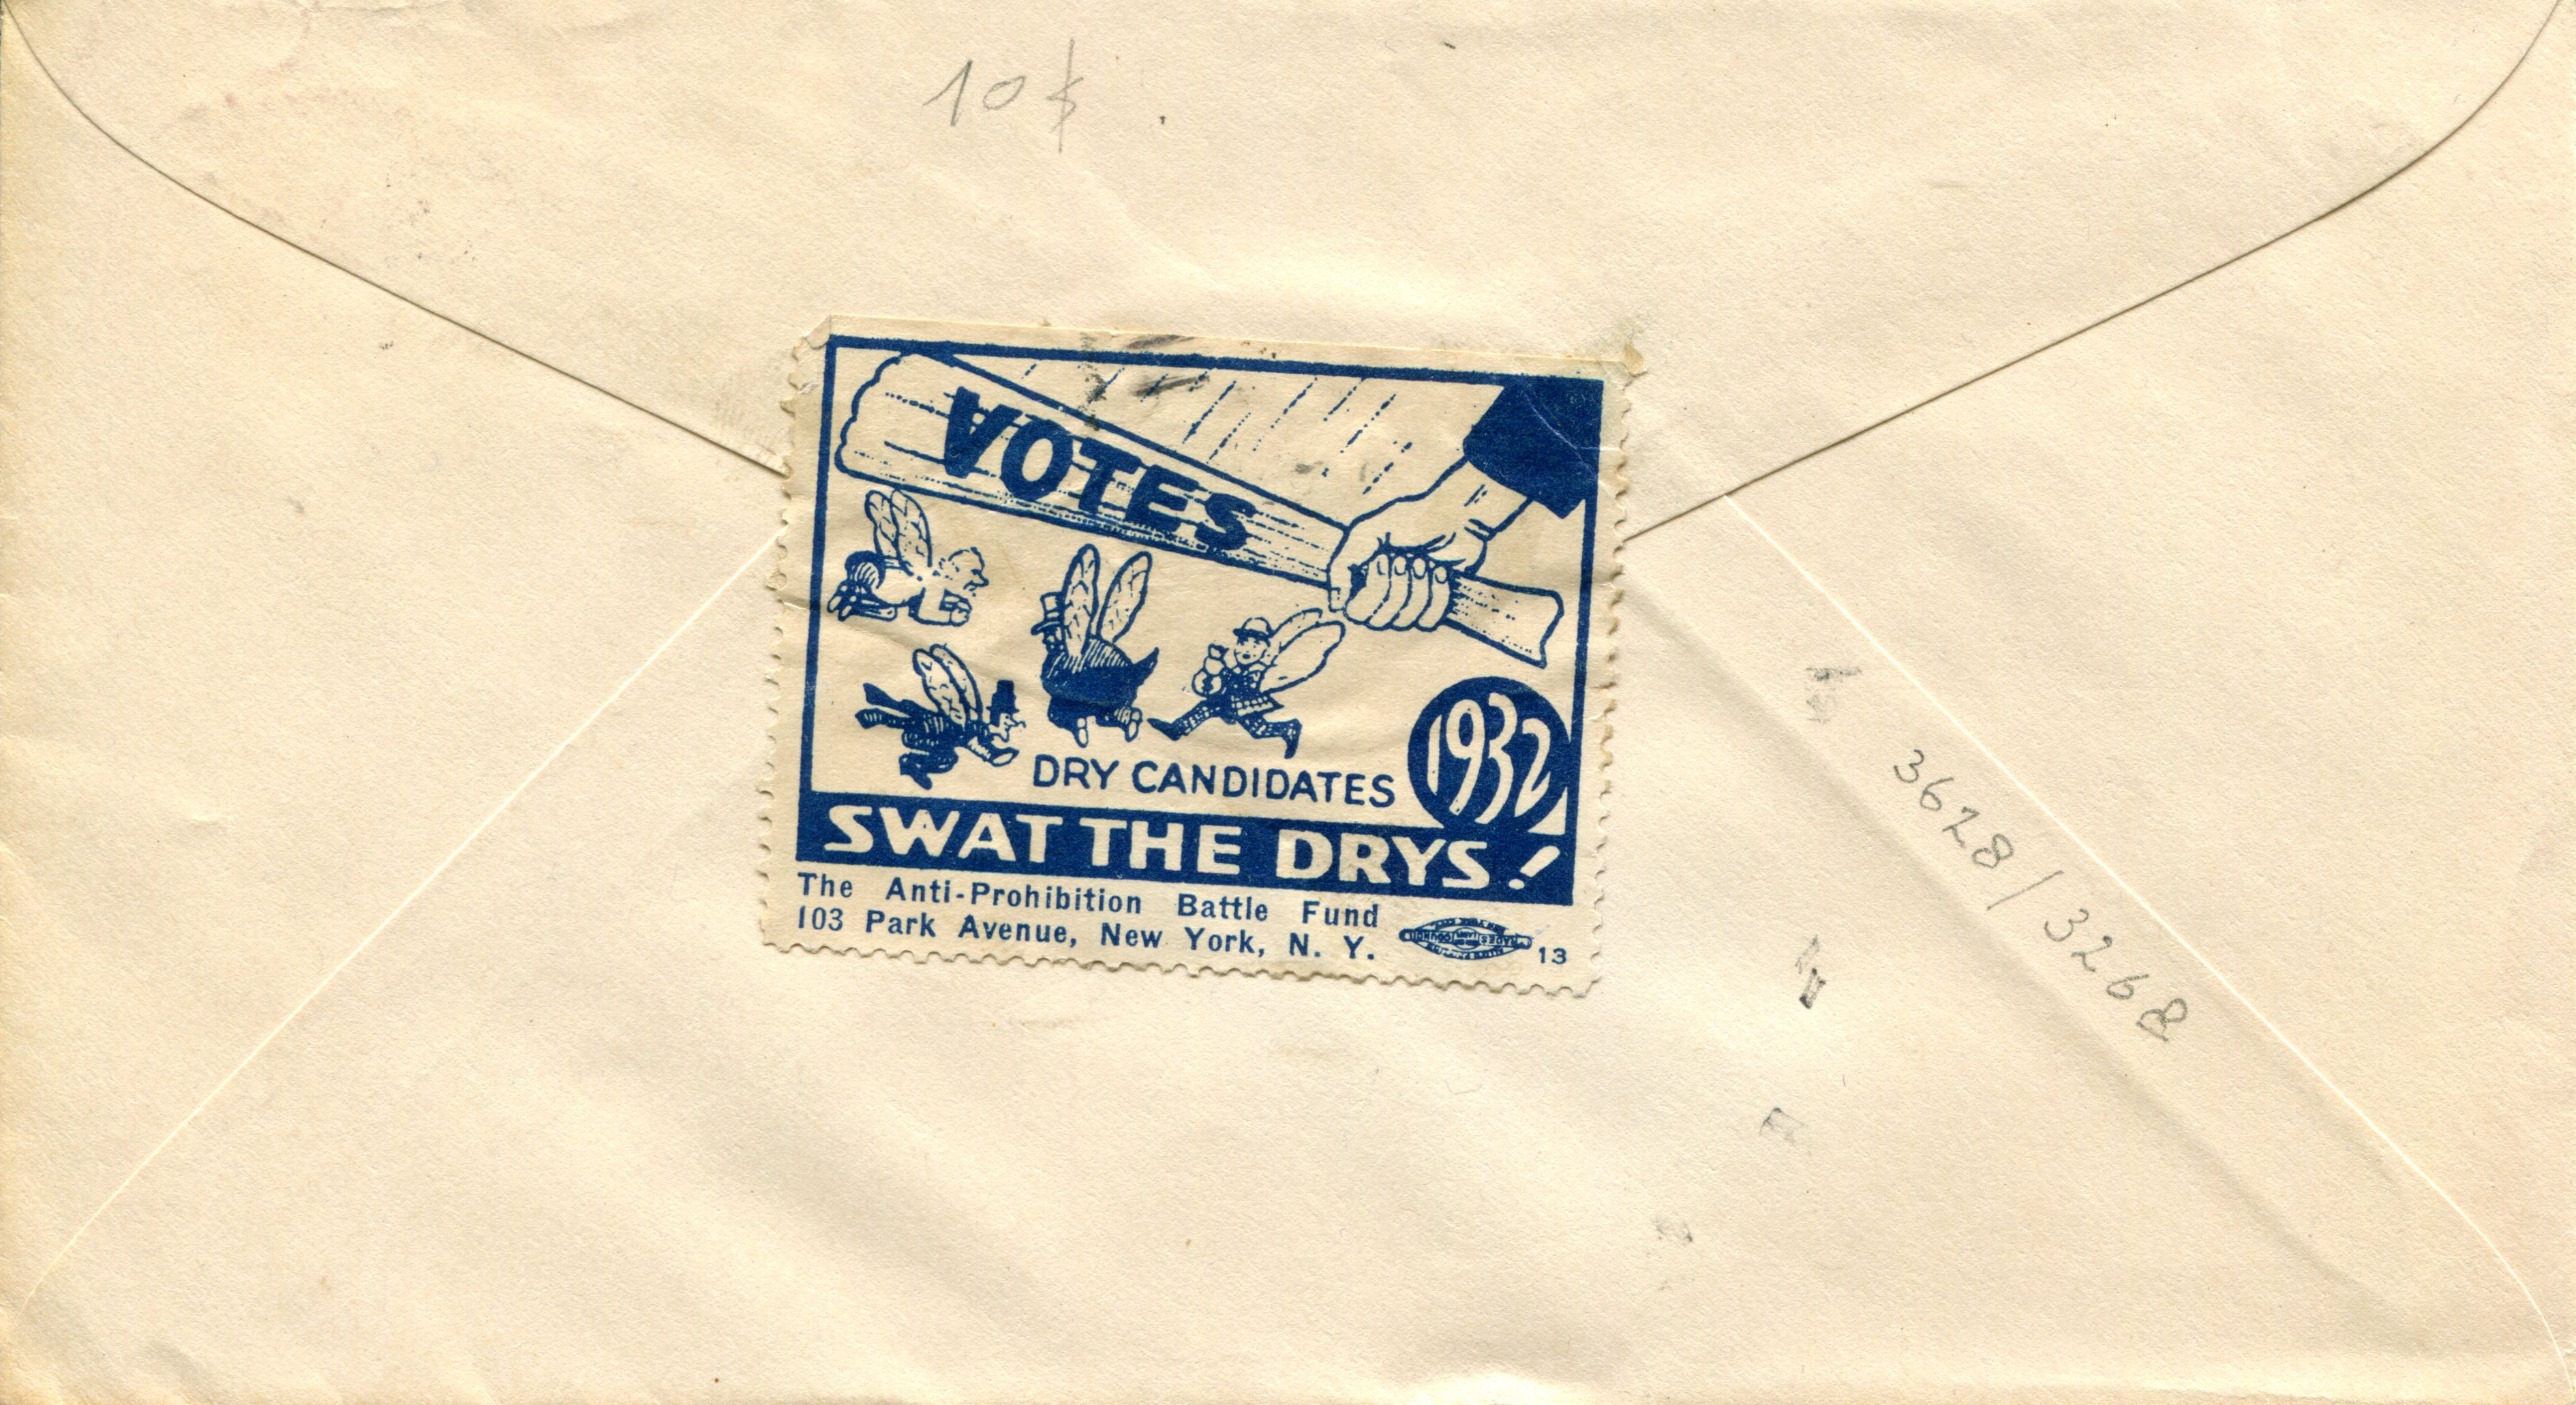 10$
VOTES
DRY CANDIDATES
1932
SWAT THE DRYS!
The Anti-Prohibition Battle Fund
103 Park Avenue, New York, N. Y.
13
3628/3268